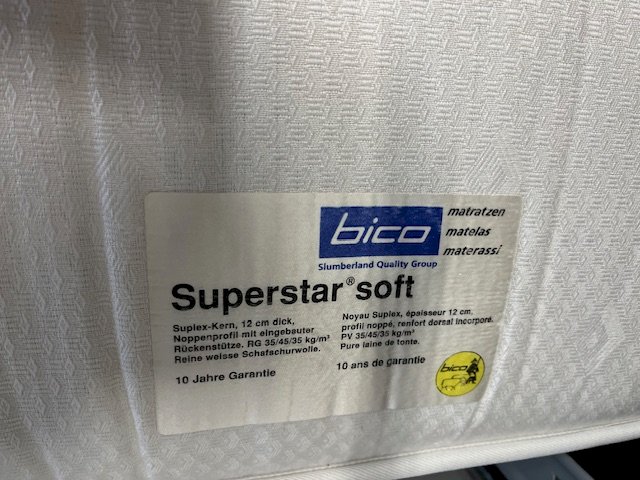 bico
matratzen
matelas
materassi
Slumberland Quality Group
Superstar® soft
Suplex-Kern, 12 cm dick,
Noppenprofil mit eingebauter
Rückenstütze. RG 35/45/35 kg/m³
Reine weisse Schafschurwolle.
10 Jahre Garantie
Noyau Suplex, épaisseur 12 cm,
profil noppé, renfort dorsal incorporé.
PV 35/45/35 kg/m³
Pure laine de tonte.
10 ans de garantie
bico